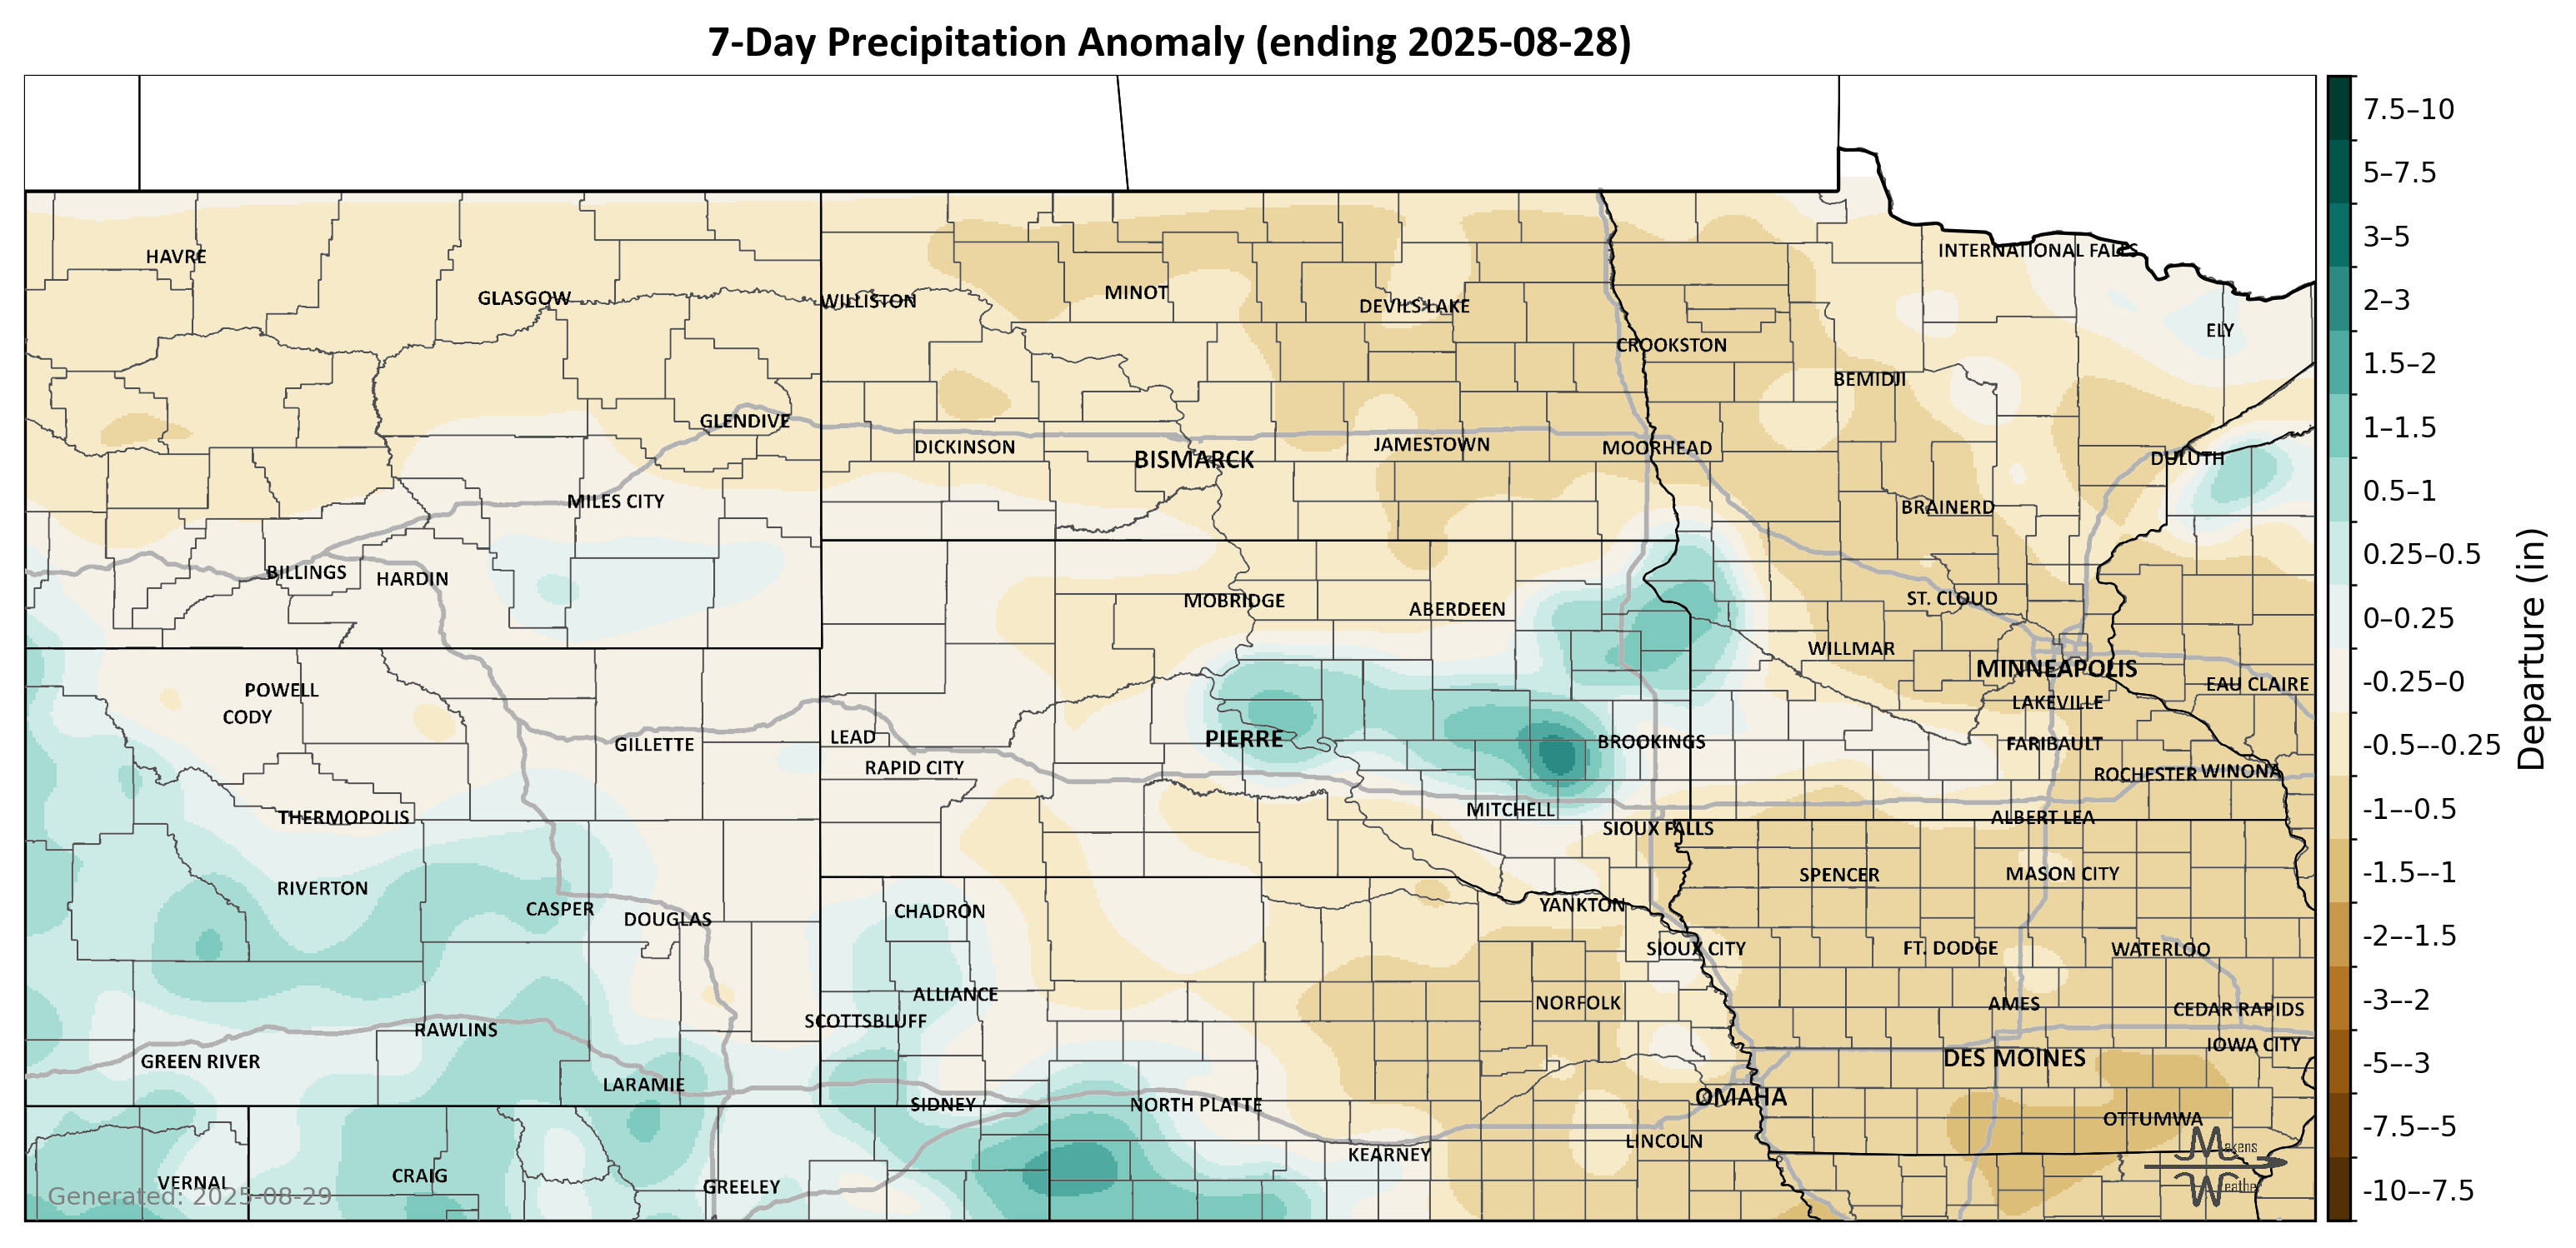 7-Day Precipitation Anomaly (ending 2025-08-28)
HAVRE
GLASGOW
WILLISTON
MINOT
DEVILS LAKE
INTERNATIONAL FALLS
ELY
CROOKSTON
BEMIDJI
GLENDIVE
DICKINSON
BISMARCK
JAMESTOWN
MOORHEAD
DULUTH
MILES CITY
BRAINERD
BILLINGS
HARDIN
MOBRIDGE
ABERDEEN
ST. CLOUD
WILLMAR
MINNEAPOLIS
EAU CLAIRE
POWELL
CODY
LAKEVILLE
GILLETTE
LEAD
PIERRE
BROOKINGS
FARIBAULT
RAPID CITY
ROCHESTER
WINONA
THERMOPOLIS
MITCHELL
ALBERT LEA
SIOUX FALLS
RIVERTON
SPENCER
MASON CITY
CASPER
DOUGLAS
CHADRON
YANKTON
SIOUX CITY
FT. DODGE
WATERLOO
ALLIANCE
NORFOLK
AMES
CEDAR RAPIDS
SCOTTSBLUFF
RAWLINS
GREEN RIVER
IOWA CITY
DES MOINES
LARAMIE
OMAHA
SIDNEY
NORTH PLATTE
OTTUMWA
LINCOLN
KEARNEY
VERNAL
CRAIG
GREELEY
Generated: 2025-08-29
Makens
Weather
7.5–10
5–7.5
3–5
2–3
1.5–2
1–1.5
0.5–1
0.25–0.5
0–0.25
-0.25–0
-0.5–-0.25
-1–-0.5
-1.5–-1
-2–-1.5
-3–-2
-5–-3
-7.5–-5
-10–-7.5
Departure (in)